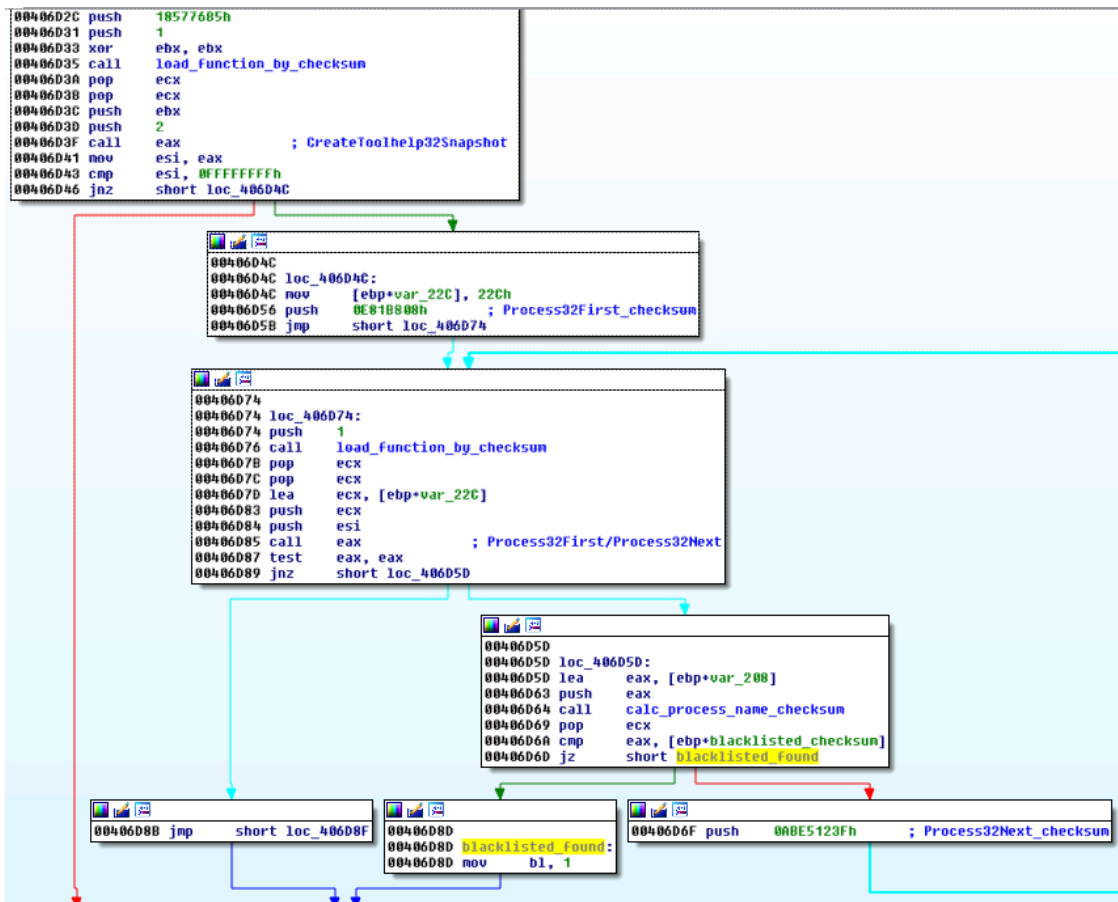 00406D2C push 185776B5h
00406D31 push 1
00406D33 xor ebx, ebx
00406D35 call load_function_by_checksum
00406D3A pop ecx
00406D3B pop ecx
00406D3C push ebx
00406D3D push 2
00406D3F call eax ; CreateToolhelp32Snapshot
00406D41 mov esi, eax
00406D43 cmp esi, 0FFFFFFFFh
00406D46 jnz short loc_406D4C
00406D4C
00406D4C loc_406D4C:
00406D4C mov [ebp+var_22C], 22Ch
00406D56 push 0E81B808h ; Process32First_checksum
00406D5B jmp short loc_406D74
00406D74
00406D74 loc_406D74:
00406D74 push 1
00406D76 call load_function_by_checksum
00406D7B pop ecx
00406D7C pop ecx
00406D7D lea ecx, [ebp+var_22C]
00406D83 push ecx
00406D84 push esi
00406D85 call eax ; Process32First/Process32Next
00406D87 test eax, eax
00406D89 jnz short loc_406D5D
00406D5D
00406D5D loc_406D5D:
00406D5D lea eax, [ebp+var_208]
00406D63 push eax
00406D64 call calc_process_name_checksum
00406D69 pop ecx
00406D6A cmp eax, [ebp+blacklisted_checksum]
00406D6D jz short blacklisted_found
00406D8B jmp short loc_406D8F
00406D8D
00406D8D blacklisted_found:
00406D8D mov bl, 1
00406D6F push 0ABE5123Fh ; Process32Next_checksum